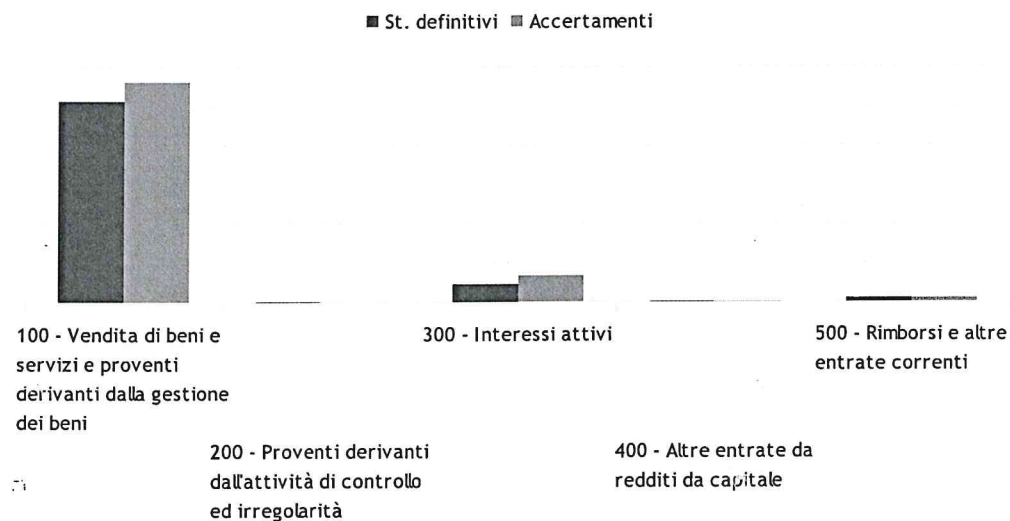 St. definitivi Accertamenti
100 - Vendita di beni e
servizi e proventi
derivanti dalla gestione
dei beni
200 - Proventi derivanti
dall'attività di controllo
ed irregolarità
300 - Interessi attivi
400 - Altre entrate da
redditi da capitale
500 - Rimborsi e altre
entrate correnti